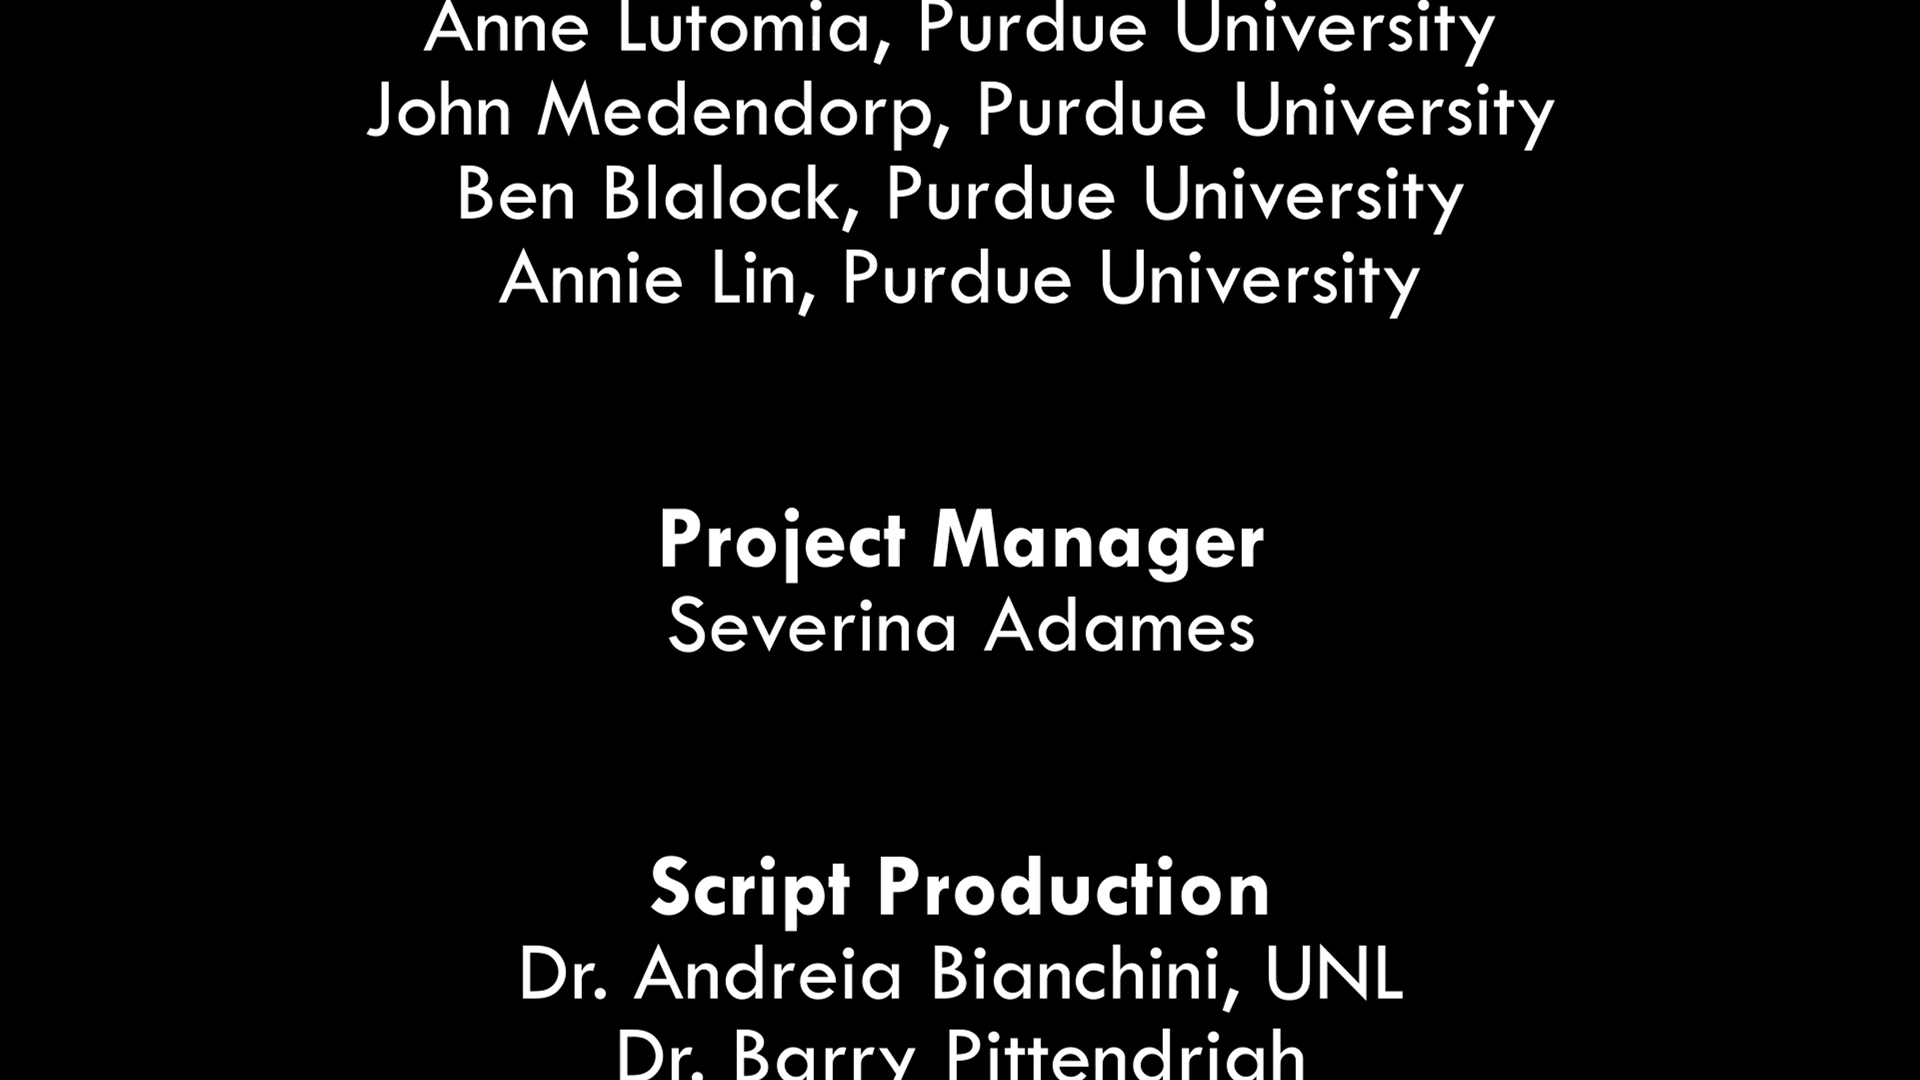 Anne Lutomia, Purdue University
John Medendorp, Purdue University
Ben Blalock, Purdue University
Annie Lin, Purdue University
Project Manager
Severina Adames
Script Production
Dr. Andreia Bianchini, UNL
Dr. Barry Pittendrigh